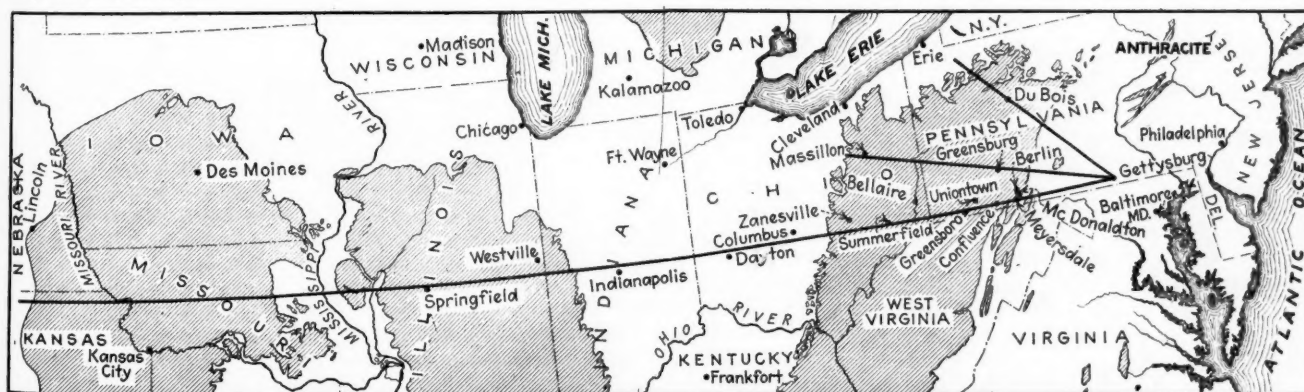 NEBRASKA
Lincoln
MISSOURI RIVER
IOWA
Des Moines
MISSOURI
KANSAS
Kansas City
MISSISSIPPI
RIVER
WISCONSIN
Madison
LAKE MICH.
Chicago
ILLINOIS
Springfield
Westville
MICHIGAN
Kalamazoo
INDIANA
Ft. Wayne
Indianapolis
Toledo
LAKE ERIE
Cleveland
OHIO
Massillon
Bellaire
Zanesville
Columbus
Dayton
Summerfield
OHIO RIVER
KENTUCKY
Frankfort
Erie
N.Y.
Du Bois
PENNSYLVANIA
Greensburg
Berlin
Uniontown
Greensboro
Confluence
Mc. Donaldton
Meyersdale
WEST VIRGINIA
VIRGINIA
ANTHRACITE
Philadelphia
Gettysburg
Baltimore
MD.
DEL.
NEW JERSEY
ATLANTIC OCEAN